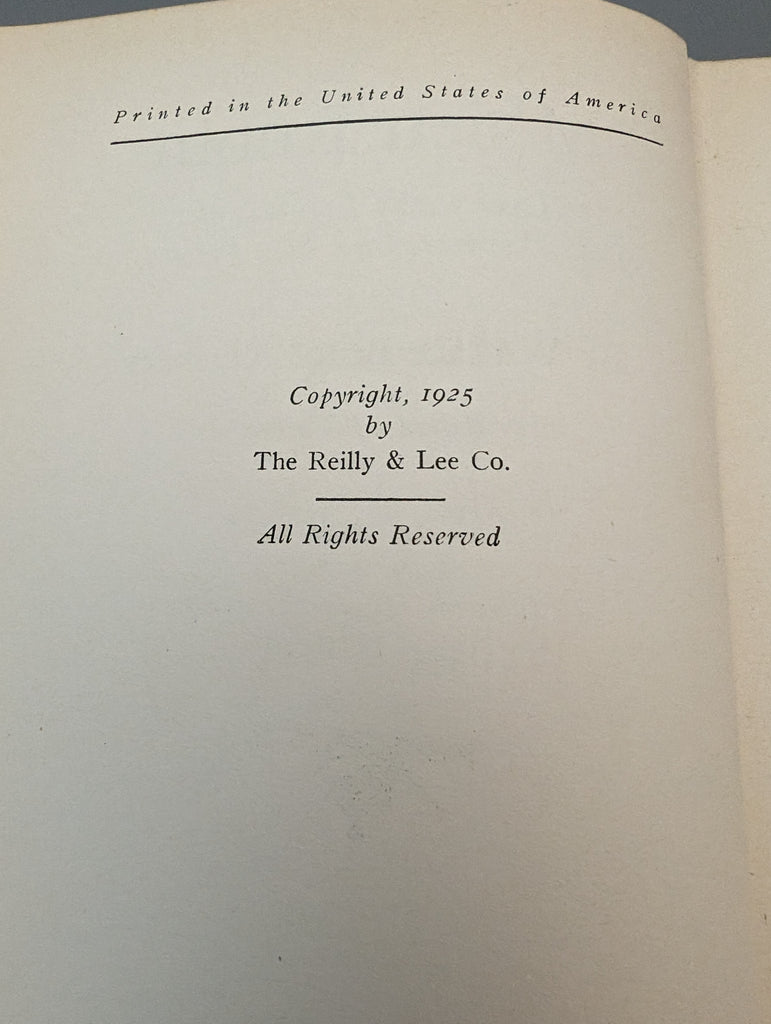 Printed in the United States of America
Copyright, 1925
by
The Reilly & Lee Co.
All Rights Reserved